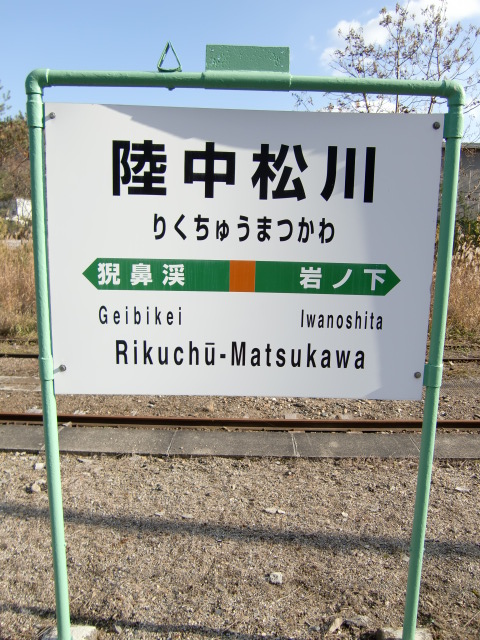 陸中松川
りくちゅうまつかわ
猊鼻渓 岩ノ下
Geibikei Iwanoshita
Rikuchū-Matsukawa